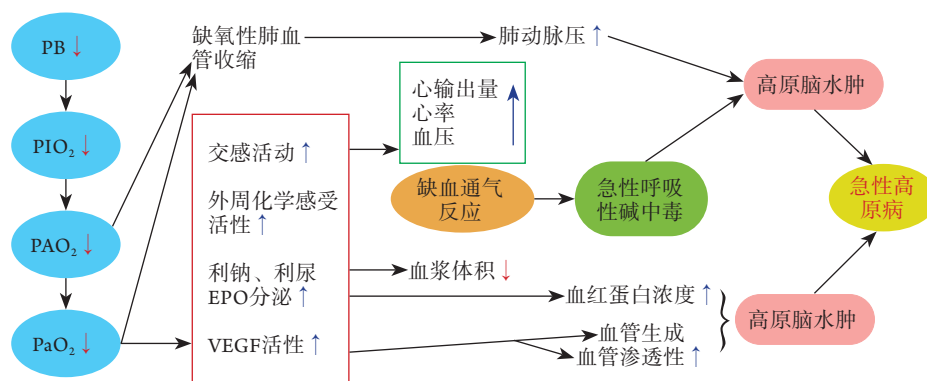 PB ↓
PIO₂ ↓
PAO₂ ↓
PaO₂ ↓
缺氧性肺血
管收缩
肺动脉压 ↑
交感活动 ↑
外周化学感受
活性 ↑
利钠、利尿
EPO分泌 ↑
VEGF活性 ↑
心输出量
心率
血压
缺血通气
反应
急性呼吸
性碱中毒
血浆体积 ↓
血红蛋白浓度 ↑
血管生成
血管渗透性 ↑
高原脑水肿
高原脑水肿
急性高
原病